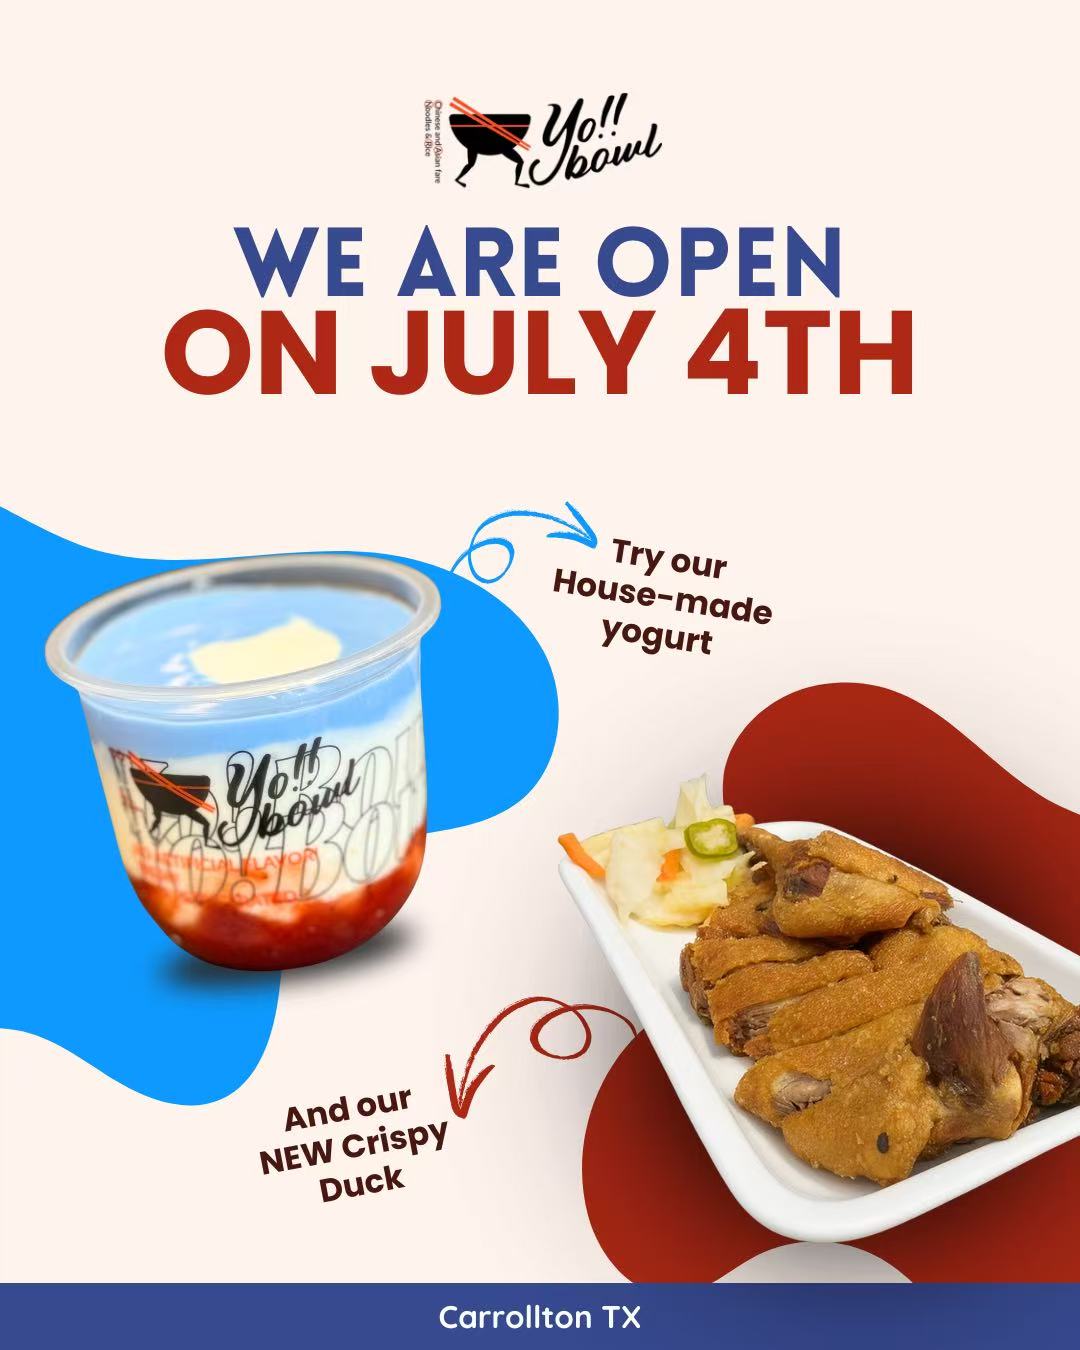 Chinese and Asian fare
Noodles & Rice
Yo!!
bowl
WE ARE OPEN
ON JULY 4TH
Try our
House-made
yogurt
Yo!!
bowl
And our
NEW Crispy
Duck
Carrollton TX